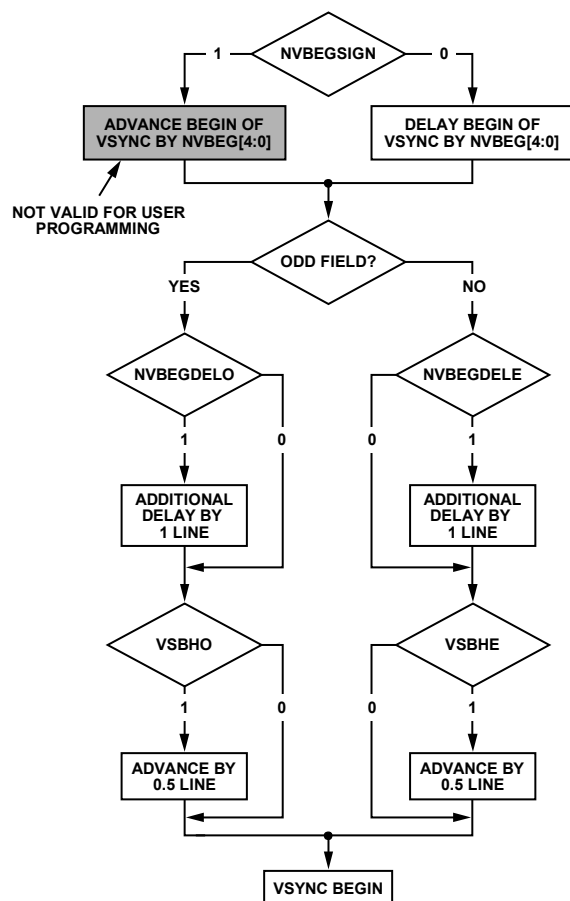 NVBEGSIGN
1
0
ADVANCE BEGIN OF
VSYNC BY NVBEG[4:0]
DELAY BEGIN OF
VSYNC BY NVBEG[4:0]
NOT VALID FOR USER
PROGRAMMING
ODD FIELD?
YES
NO
NVBEGDELO
NVBEGDELE
1
0
0
1
ADDITIONAL
DELAY BY
1 LINE
ADDITIONAL
DELAY BY
1 LINE
VSBHO
VSBHE
1
0
0
1
ADVANCE BY
0.5 LINE
ADVANCE BY
0.5 LINE
VSYNC BEGIN